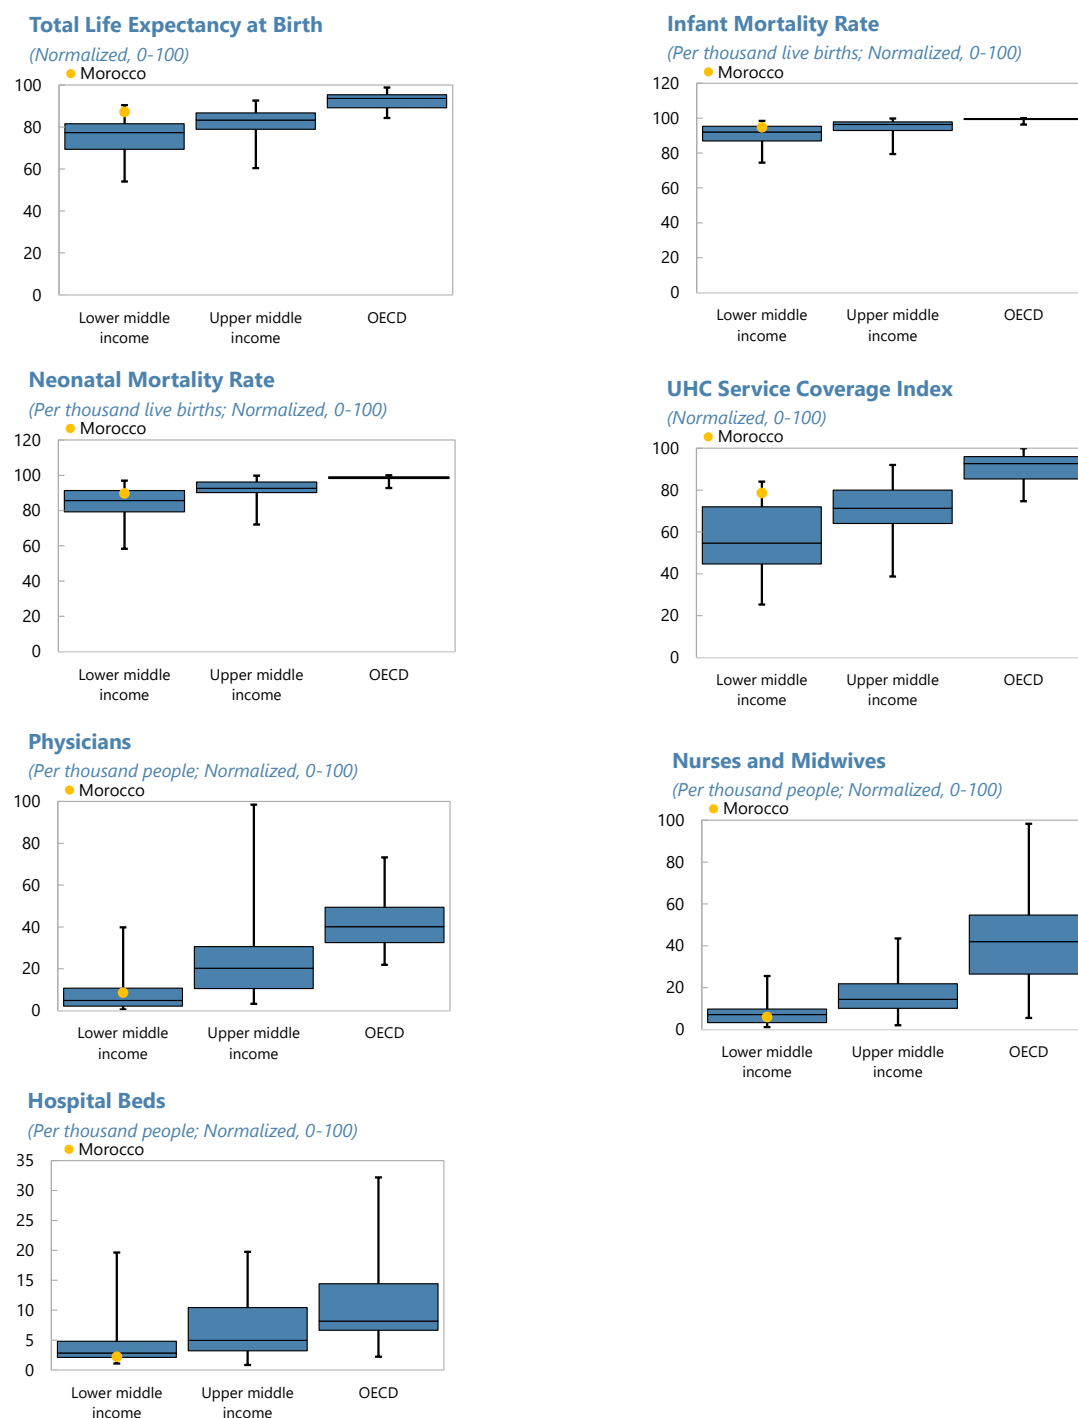 Total Life Expectancy at Birth
(Normalized, 0-100)
Morocco
100
80
60
40
20
0
Lower middle
income
Upper middle
income
OECD
Infant Mortality Rate
(Per thousand live births; Normalized, 0-100)
Morocco
120
100
80
60
40
20
0
Lower middle
income
Upper middle
income
OECD
Neonatal Mortality Rate
(Per thousand live births; Normalized, 0-100)
Morocco
120
100
80
60
40
20
0
Lower middle
income
Upper middle
income
OECD
UHC Service Coverage Index
(Normalized, 0-100)
Morocco
100
80
60
40
20
0
Lower middle
income
Upper middle
income
OECD
Physicians
(Per thousand people; Normalized, 0-100)
Morocco
100
80
60
40
20
0
Lower middle
income
Upper middle
income
OECD
Nurses and Midwives
(Per thousand people; Normalized, 0-100)
Morocco
100
80
60
40
20
0
Lower middle
income
Upper middle
income
OECD
Hospital Beds
(Per thousand people; Normalized, 0-100)
Morocco
35
30
25
20
15
10
5
0
Lower middle
income
Upper middle
income
OECD